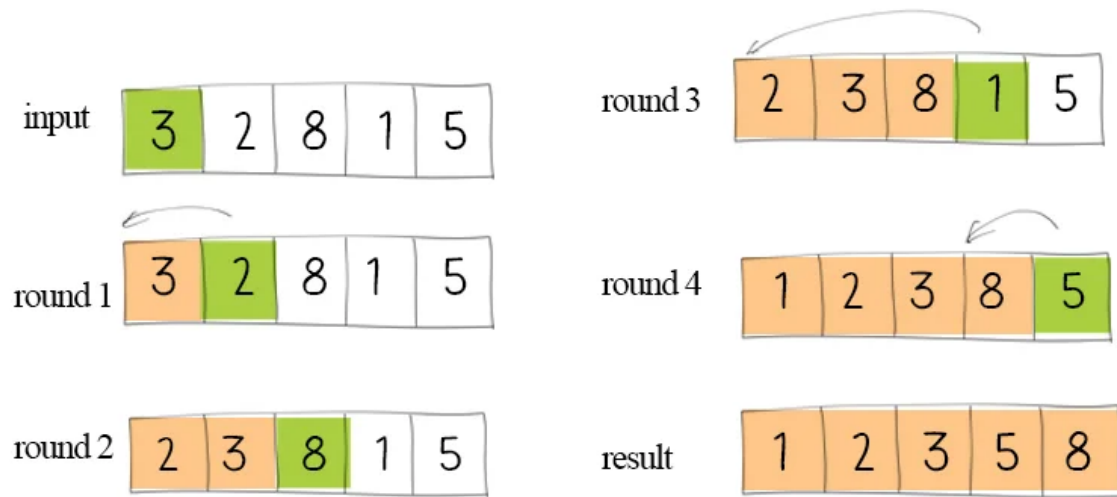 input
3 2 8 1 5
round 1
3 2 8 1 5
round 2
2 3 8 1 5
round 3
2 3 8 1 5
round 4
1 2 3 8 5
result
1 2 3 5 8